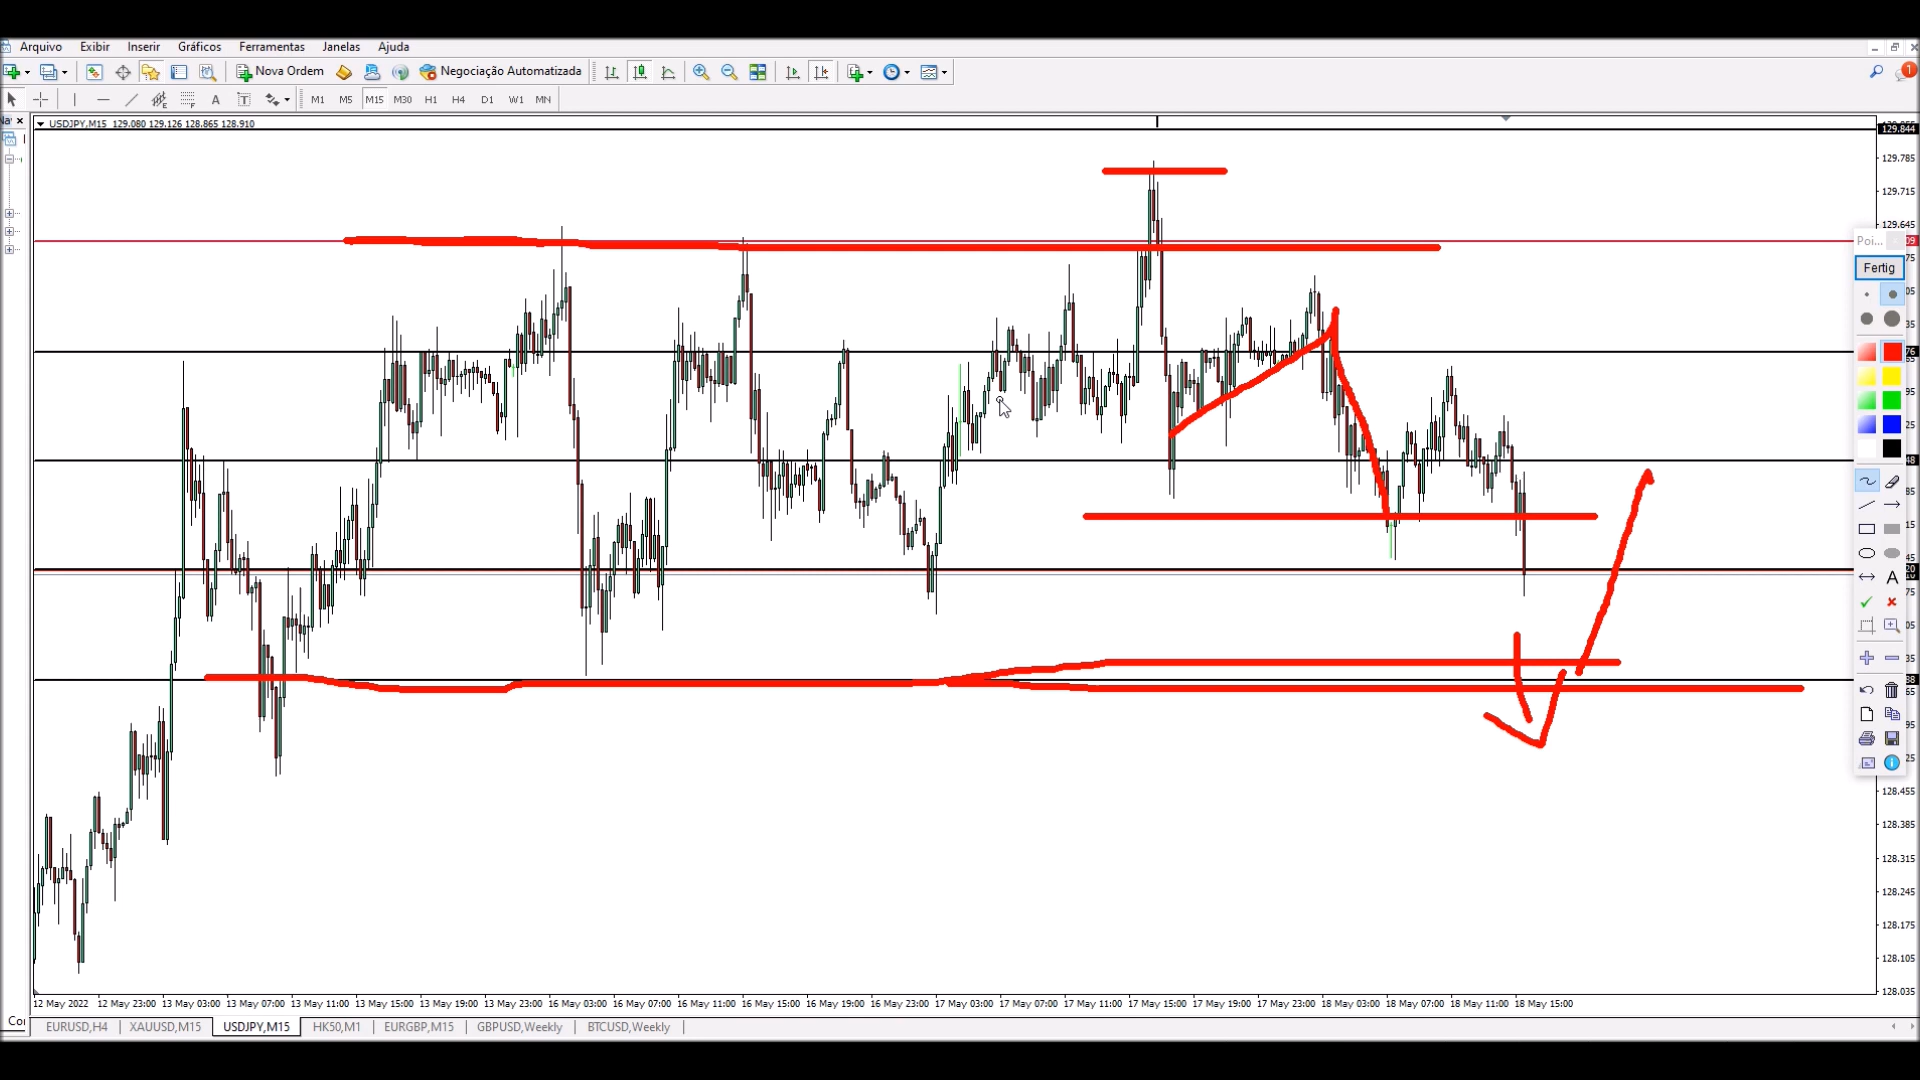 Arquivo Exibir Inserir Gráficos Ferramentas Janelas Ajuda
Nova Ordem Negociação Automatizada 1
A T M1 M5 M15 M30 H1 H4 D1 W1 MN
USDJPY,M15 129.080 129.126 128.865 128.910
129.844
129.785
129.715
129.645
Poi...
Fertig
A
128.455
128.385
128.315
128.245
128.175
128.105
128.035
12 May 2022 12 May 23:00 13 May 03:00 13 May 07:00 13 May 11:00 13 May 15:00 13 May 19:00 13 May 23:00 16 May 03:00 16 May 07:00 16 May 11:00 16 May 15:00 16 May 19:00 16 May 23:00 17 May 03:00 17 May 07:00 17 May 11:00 17 May 15:00 17 May 19:00 17 May 23:00 18 May 03:00 18 May 07:00 18 May 11:00 18 May 15:00
EURUSD,H4 XAUUSD,M15 USDJPY,M15 HK50,M1 EURGBP,M15 GBPUSD,Weekly BTCUSD,Weekly